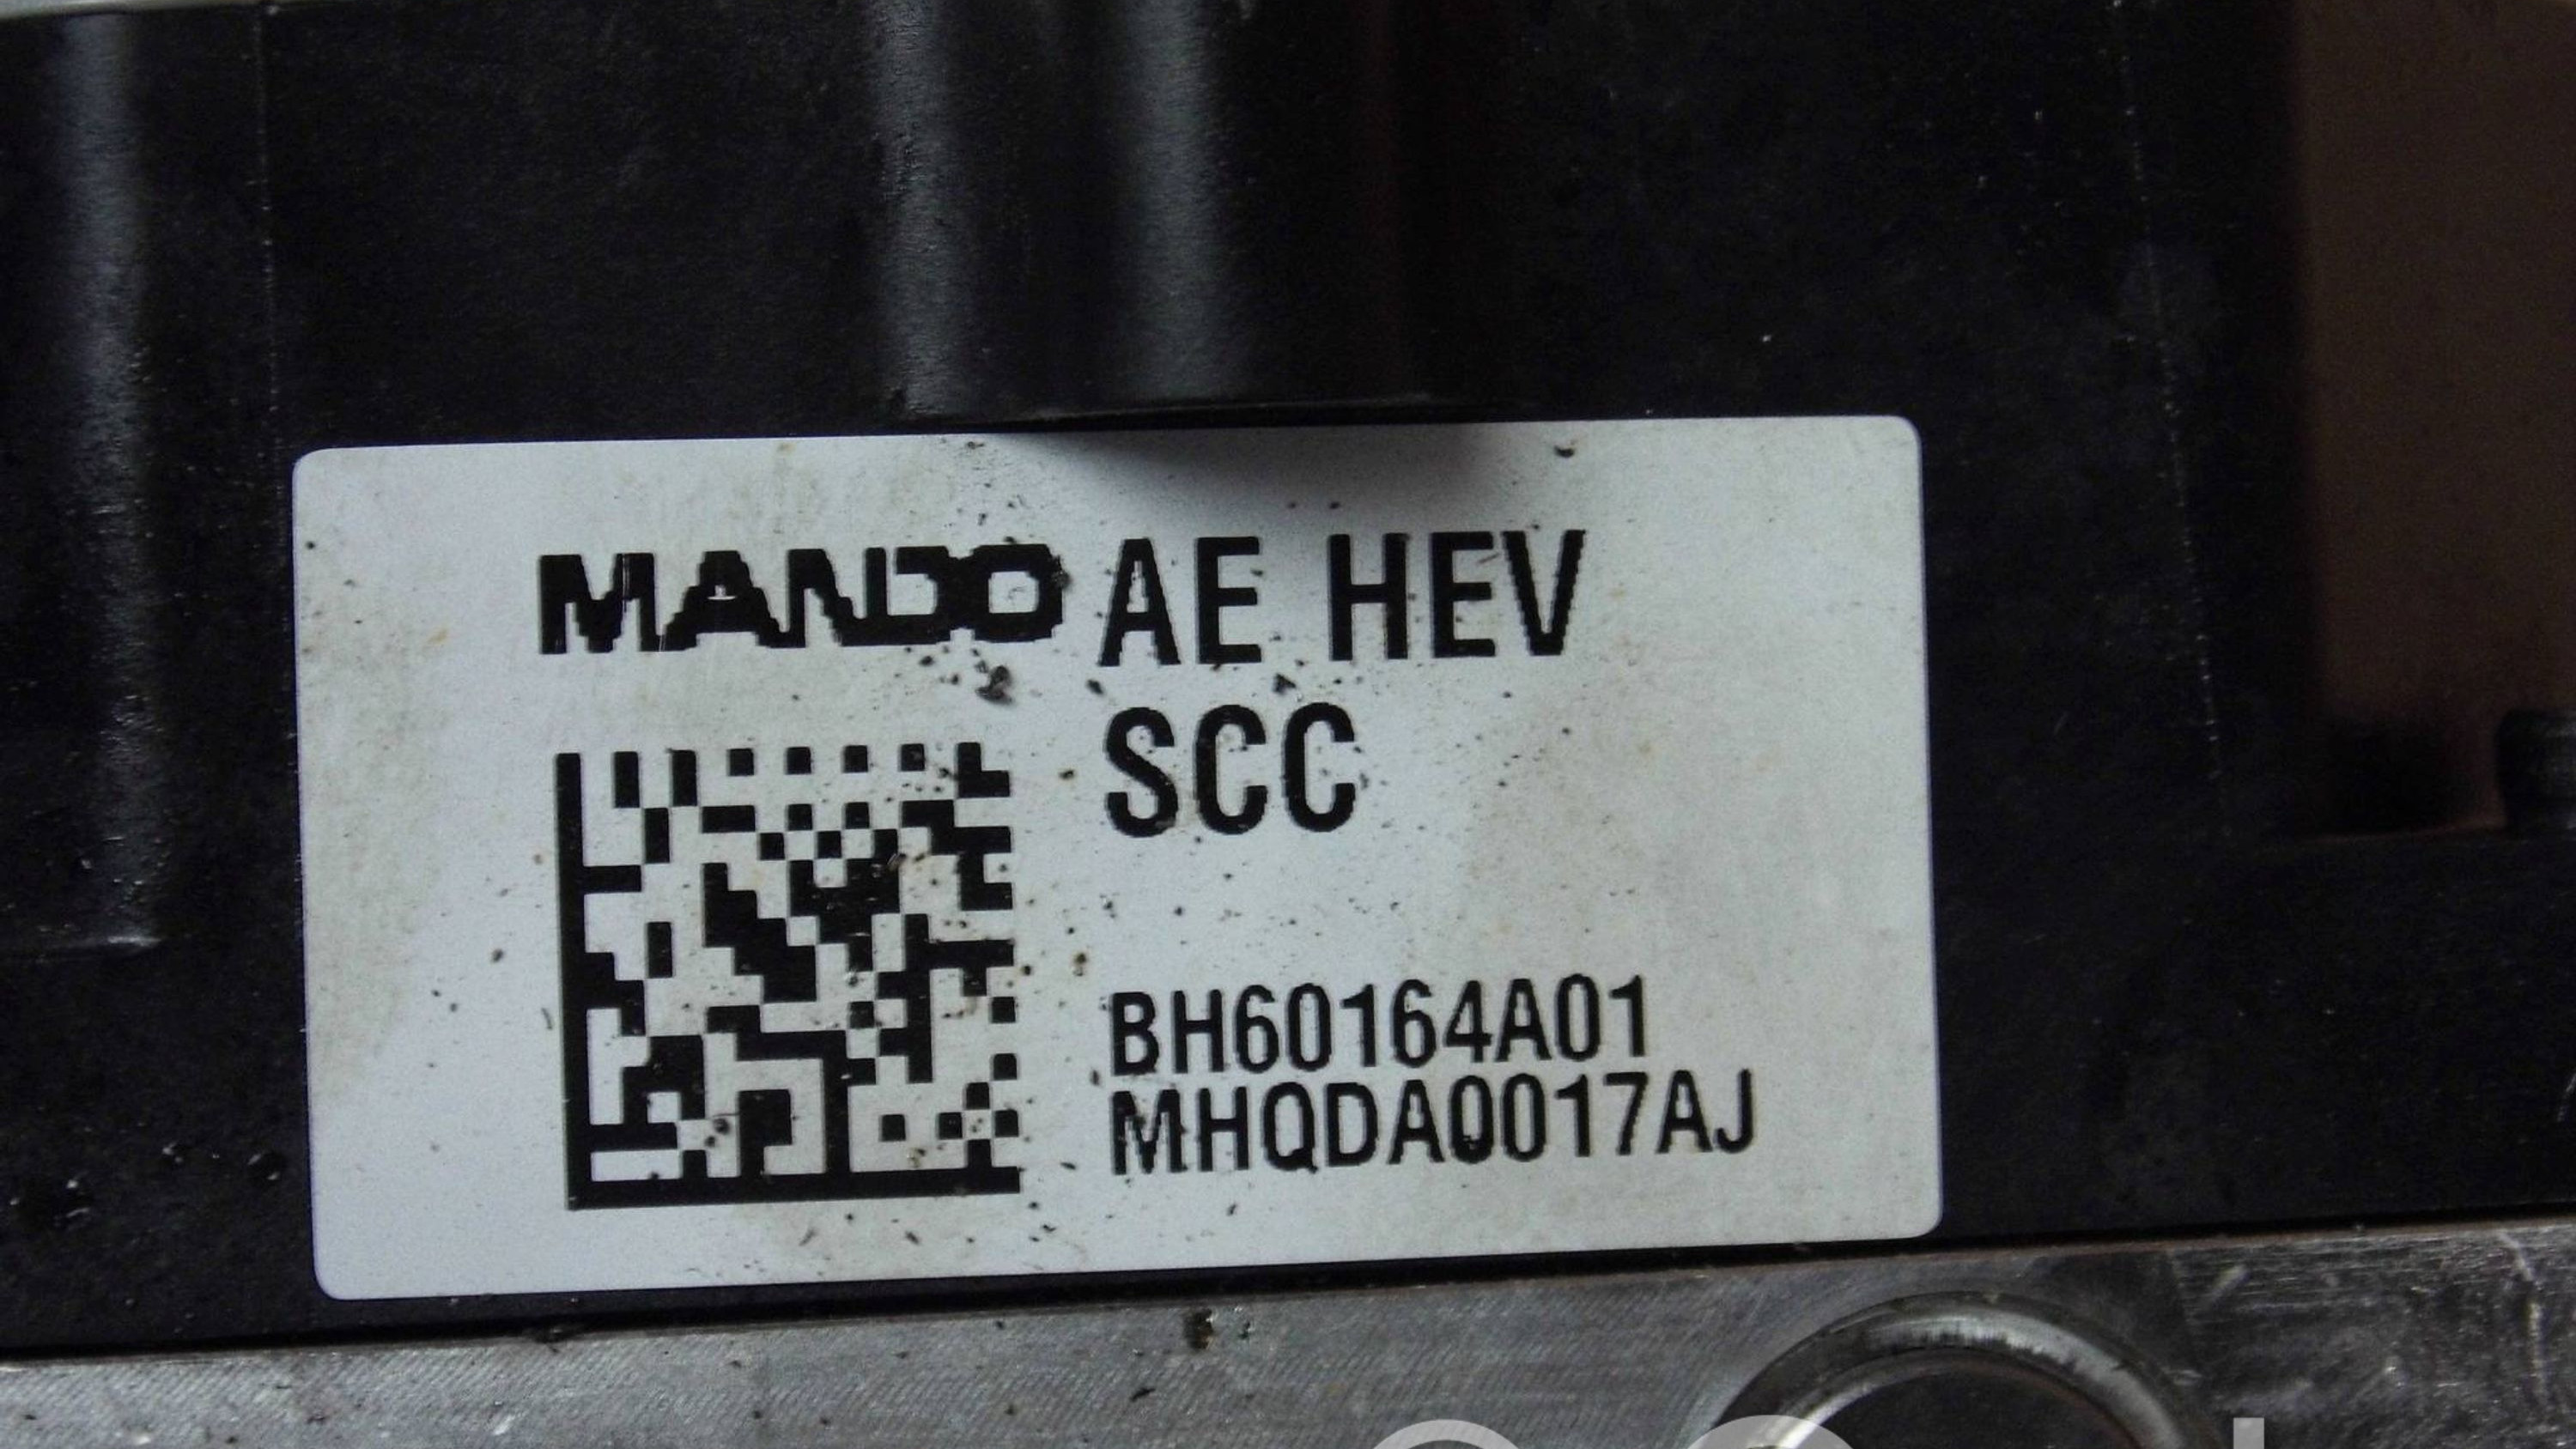 MANDO AE HEV
SCC
BH60164A01
MHQDA0017AJ